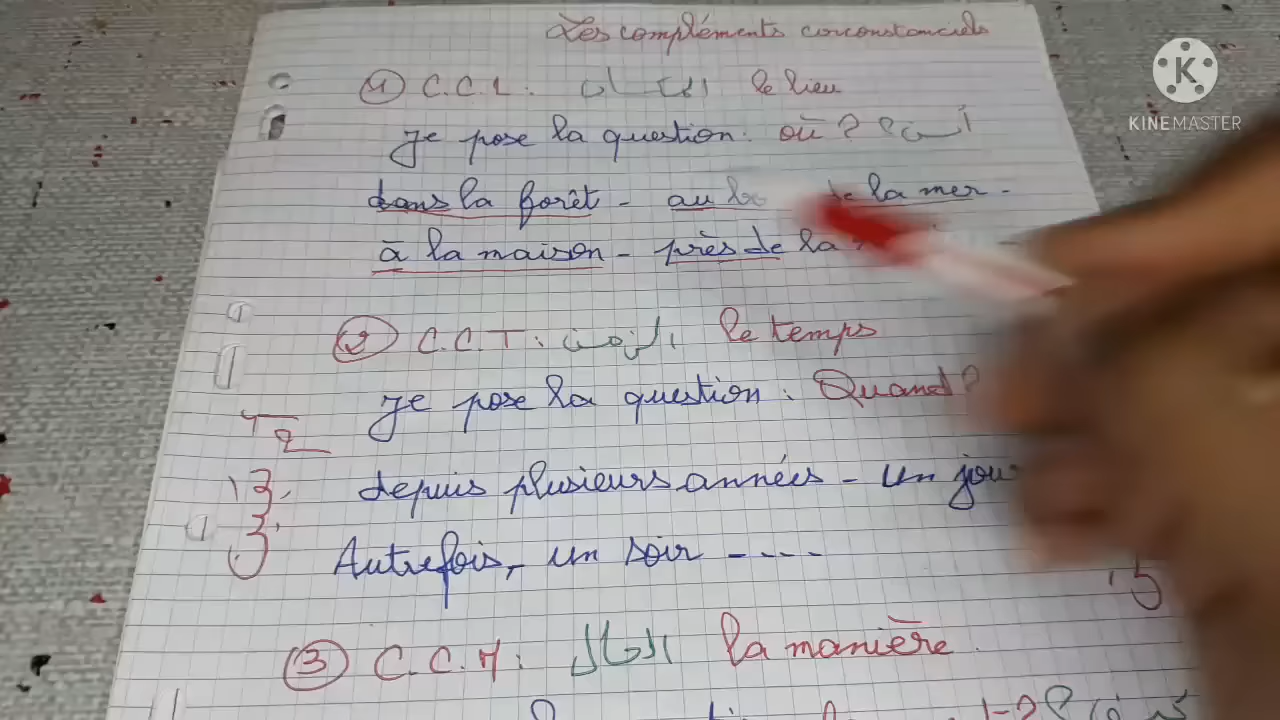 Les compléments circonstanciels
① C.C.L : المكان le lieu
Je pose la question : où ? أين؟
dans la forêt - au de la mer -
à la maison - près de la
② C.C.T : الزمن le temps
Je pose la question : Quand ?
depuis plusieurs années - un jour
Autrefois, un soir ----
③ C.C.M : الحال la manière
KINEMASTER